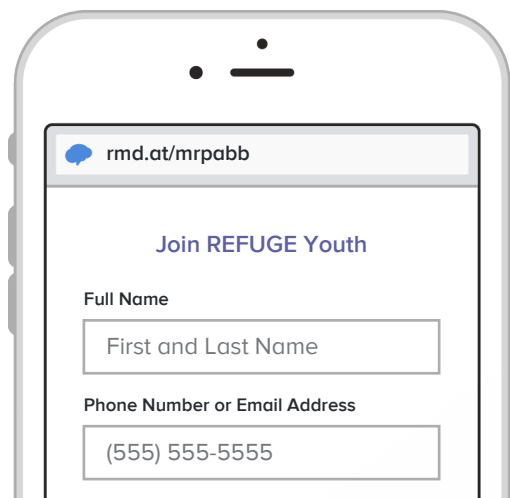 rmd.at/mrpabb
Join REFUGE Youth
Full Name
First and Last Name
Phone Number or Email Address
(555) 555-5555